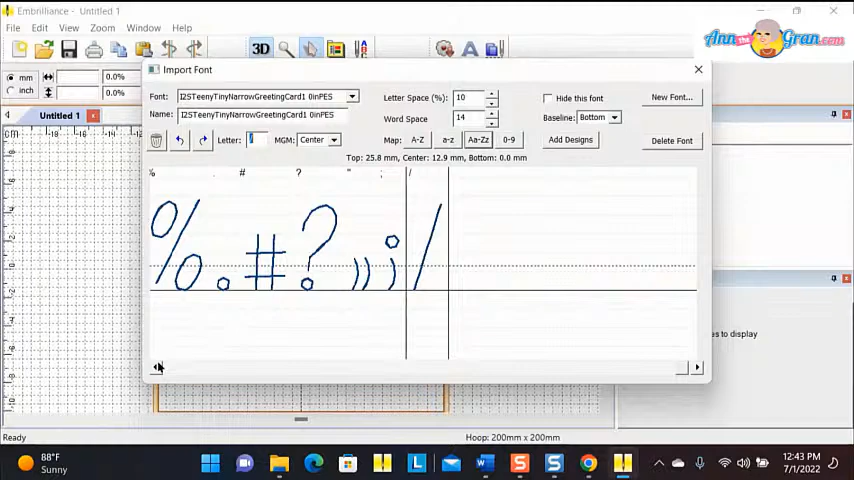 Embrilliance - [Untitled 1]
File Edit View Zoom Window Help
Ann the Gran.com
3D
mm
inch
0.0%
0.0%
Untitled 1
cm
Import Font
Font: I2STeenyTinyNarrowGreetingCard1 0inPES
Name: I2STeenyTinyNarrowGreetingCard1 0inPES
Letter: /
MGM: Center
Letter Space (%): 10
Word Space 14
Map: A-Z a-z Aa-Zz 0-9
Hide this font
Baseline: Bottom
New Font...
Add Designs
Delete Font
Top: 25.8 mm, Center: 12.9 mm, Bottom: 0.0 mm
% . # ? " ; /
% . # ? ,, ; /
es to display
Ready
Hoop: 200mm x 200mm
88°F
Sunny
12:43 PM
7/1/2022